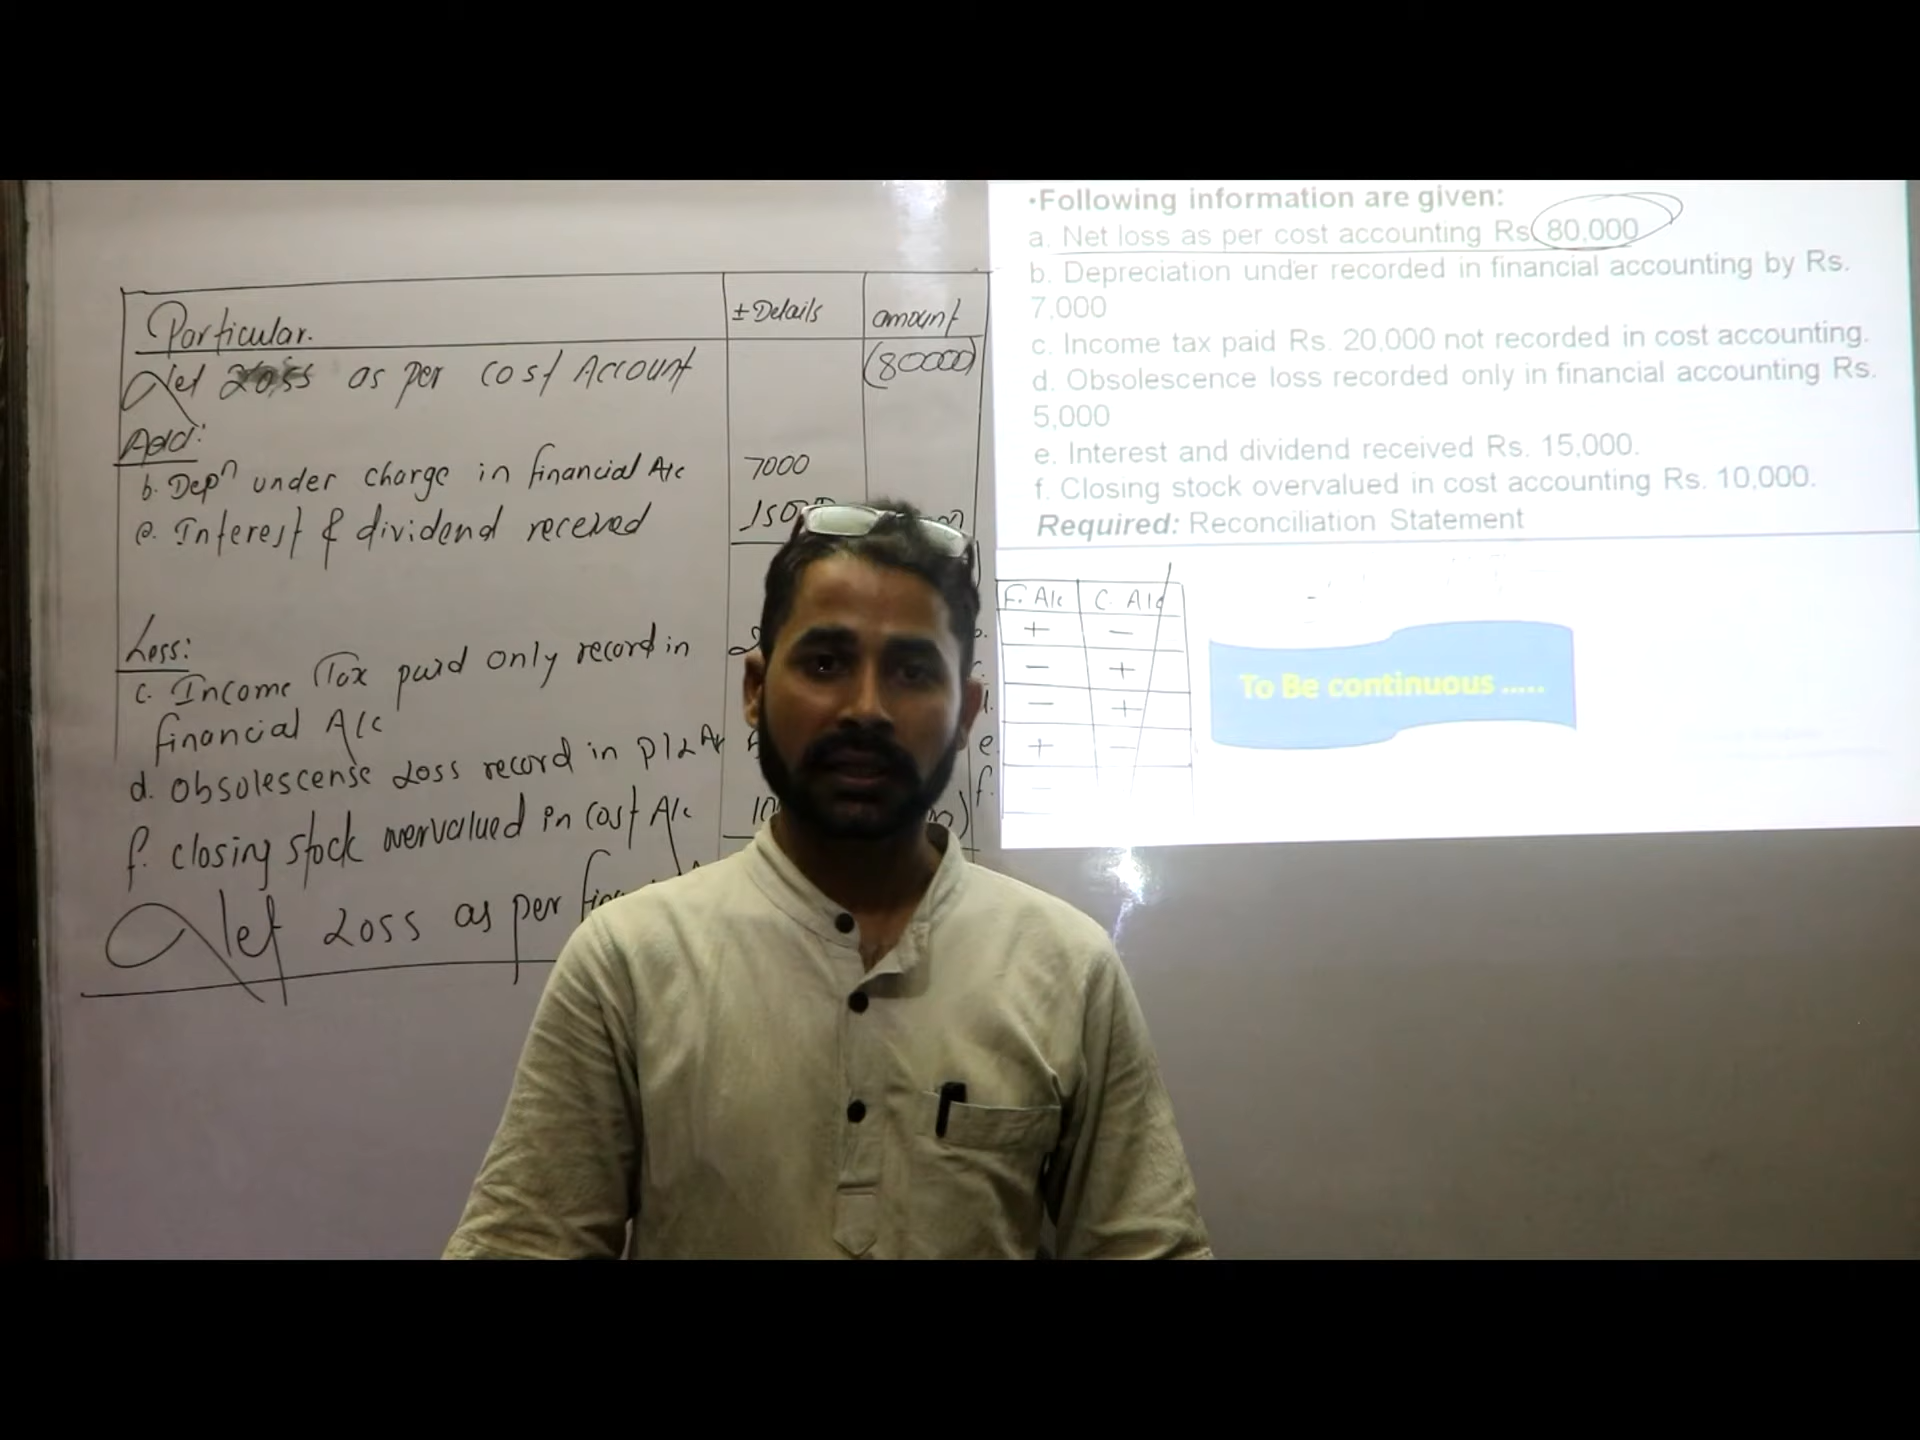 Particular.
± Details
amount
Net Loss as per cost Account
(80000)
Add:
b. Depn under charge in financial A/c
7000
e. Interest & dividend received
Less:
c. Income Tax paid only record in
financial A/c
d. Obsolescense Loss record in P/L A/c
f. closing stock overvalued in cost A/c
Net Loss as per
•Following information are given:
a. Net loss as per cost accounting Rs 80,000
b. Depreciation under recorded in financial accounting by Rs.
7,000
c. Income tax paid Rs. 20,000 not recorded in cost accounting.
d. Obsolescence loss recorded only in financial accounting Rs.
5,000
e. Interest and dividend received Rs. 15,000.
f. Closing stock overvalued in cost accounting Rs. 10,000.
Required: Reconciliation Statement
F. A/c C. A/c
b. + −
c. − +
d. − +
e. + −
f. −
To Be continuous .....